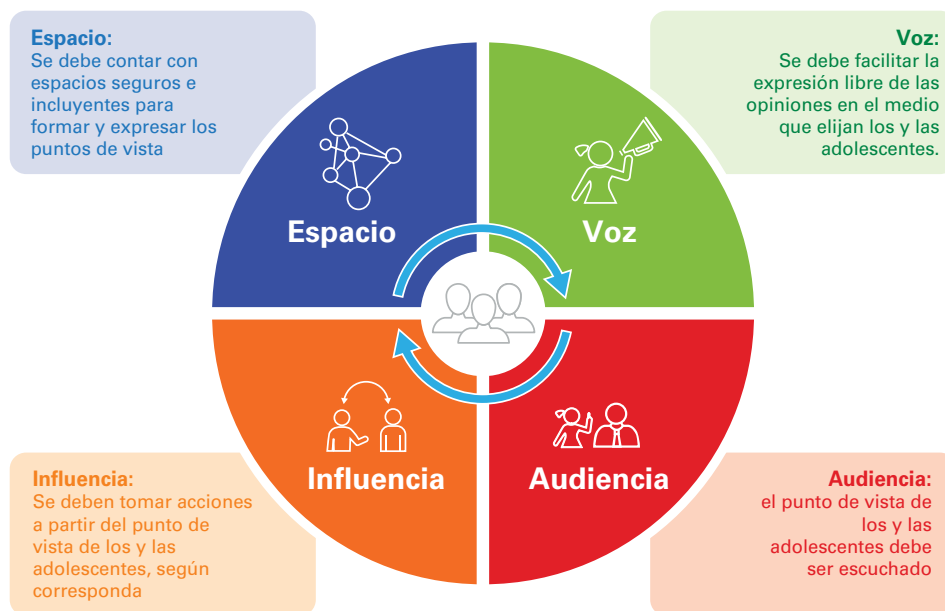 Espacio:
Se debe contar con
espacios seguros e
incluyentes para
formar y expresar los
puntos de vista
Voz:
Se debe facilitar la
expresión libre de las
opiniones en el medio
que elijan los y las
adolescentes.
Espacio
Voz
Influencia
Audiencia
Influencia:
Se deben tomar acciones
a partir del punto de
vista de los y las
adolescentes, según
corresponda
Audiencia:
el punto de vista de
los y las
adolescentes debe
ser escuchado